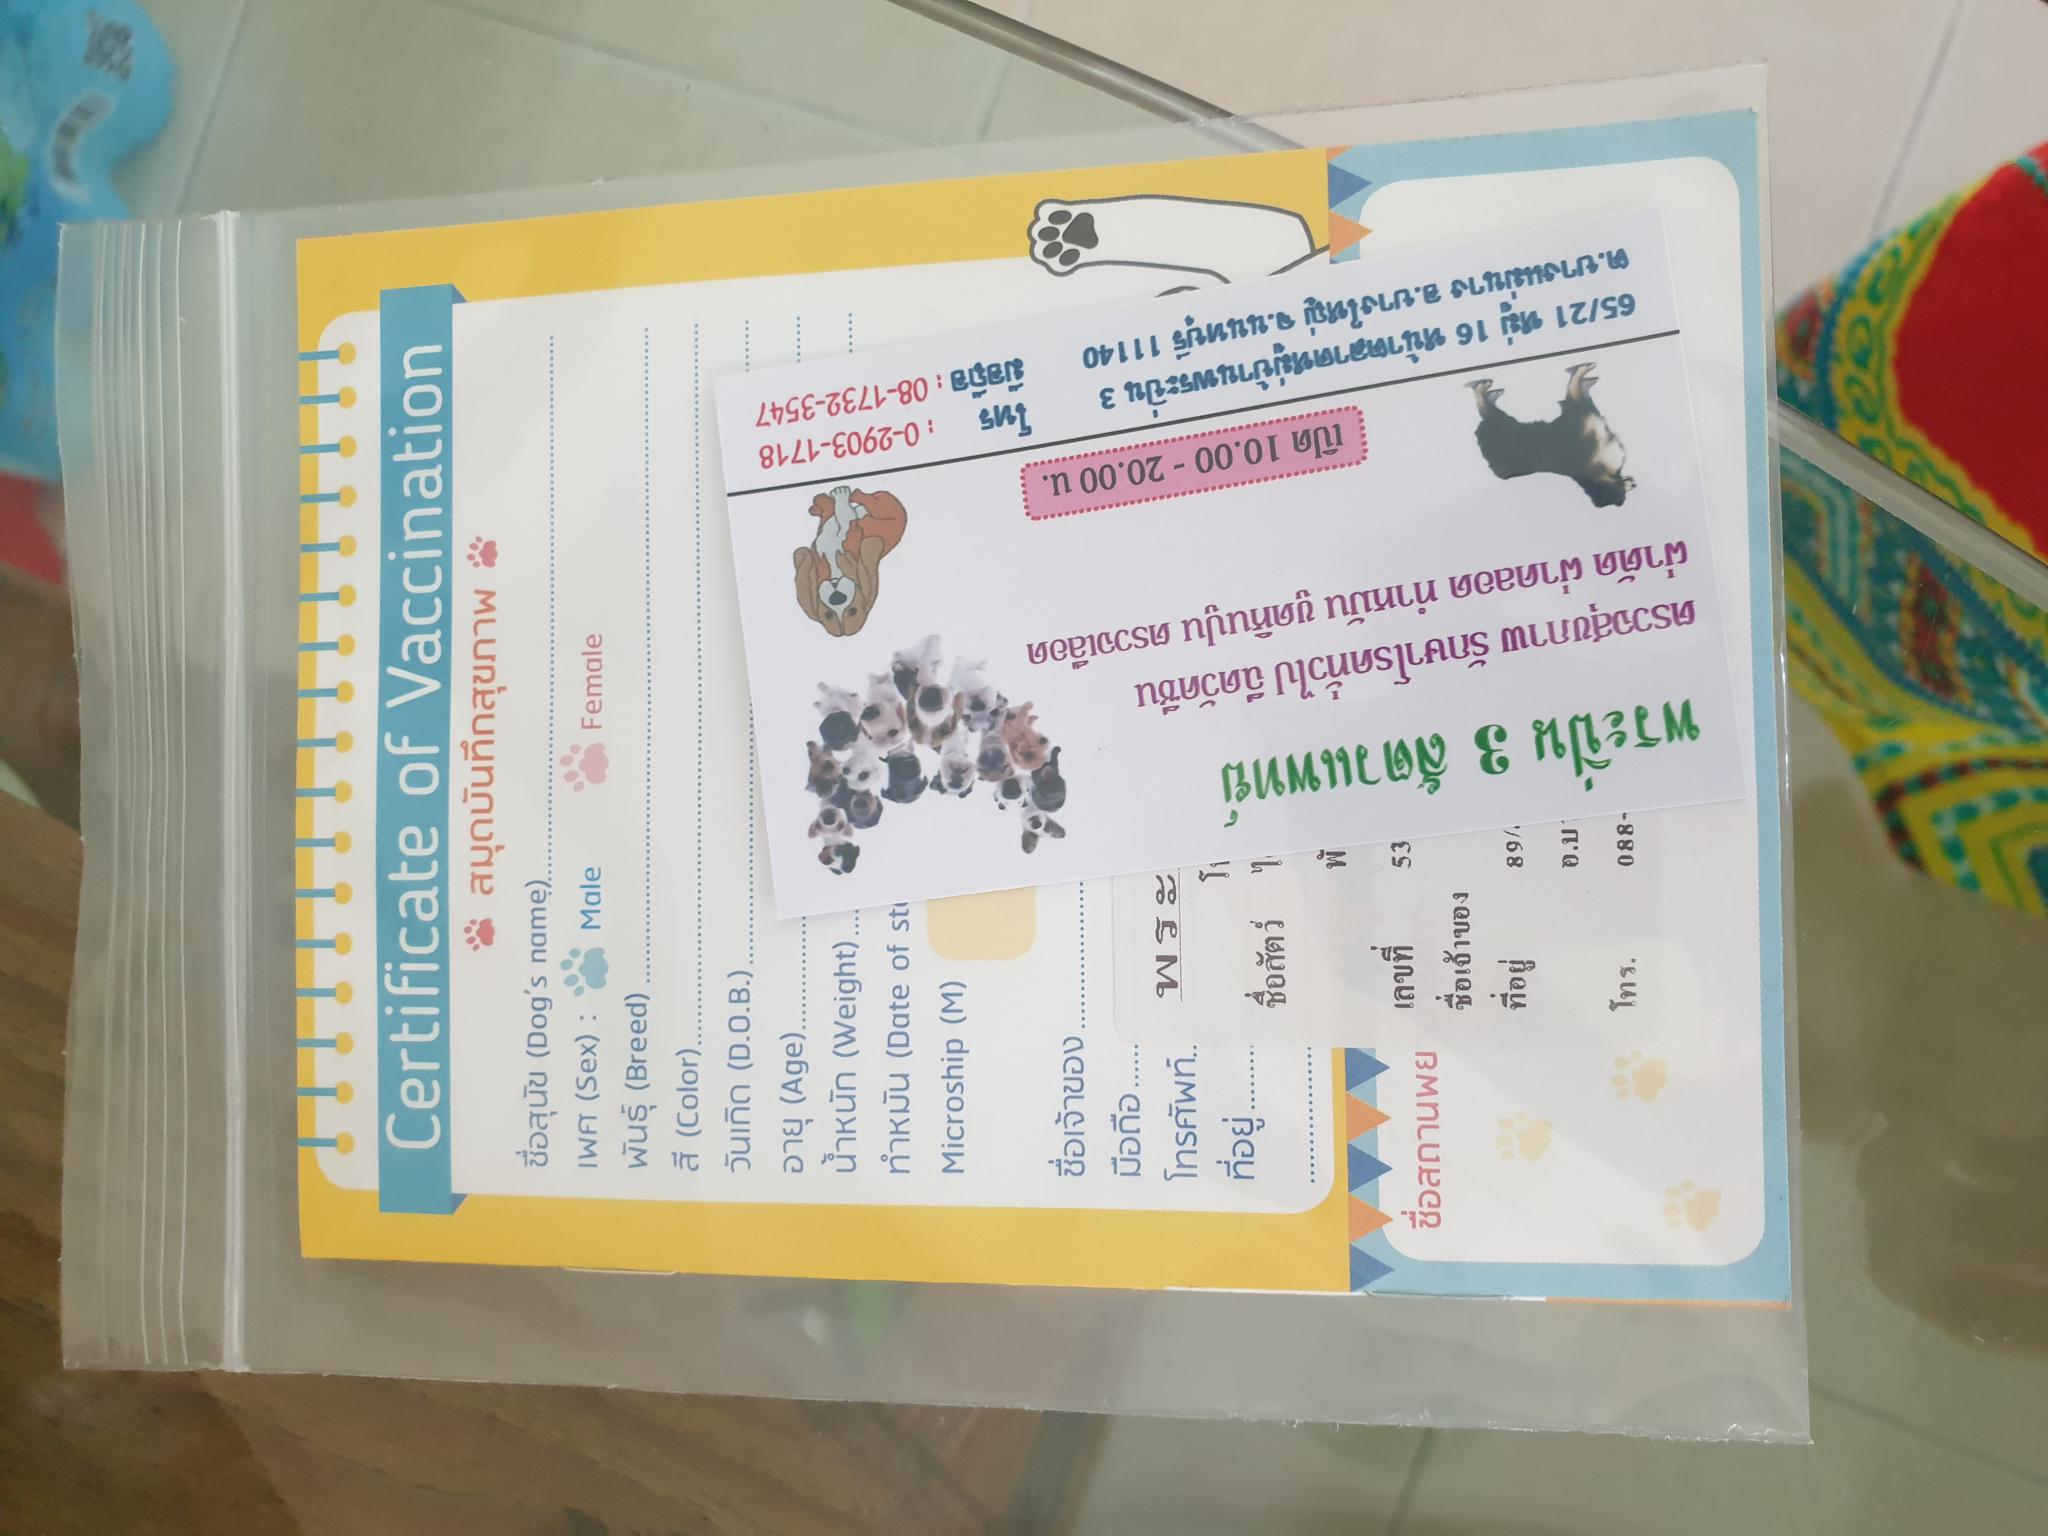 Certificate of Vaccination
สมุดบันทึกสุขภาพ
ชื่อสุนัข (Dog's name)
เพศ (Sex) : Male Female
พันธุ์ (Breed)
สี (Color)
วันเกิด (D.O.B.)
อายุ (Age)
น้ำหนัก (Weight)
ทำหมัน (Date of
Microship (M)
ชื่อเจ้าของ
มือถือ
โทรศัพท์
ที่อยู่
พระ
ชื่อสัตว์
เลขที่ 53
ชื่อเจ้าของ
ที่อยู่ 89/
อ.บ
โทร. 088-
พระปิ่น 3 สัตวแพทย์
ตรวจสุขภาพ รักษาโรคทั่วไป ฉีดวัคซีน
ผ่าตัด ผ่าคลอด ทำหมัน ขูดหินปูน ตรวจเลือด
เปิด 10.00 - 20.00 น.
65/21 หมู่ 16 หน้าตลาดหมู่บ้านพระปิ่น 3
ต.บางแม่นาง อ.บางใหญ่ จ.นนทบุรี 11140
โทร : 0-2903-1718
มือถือ : 08-1732-3547